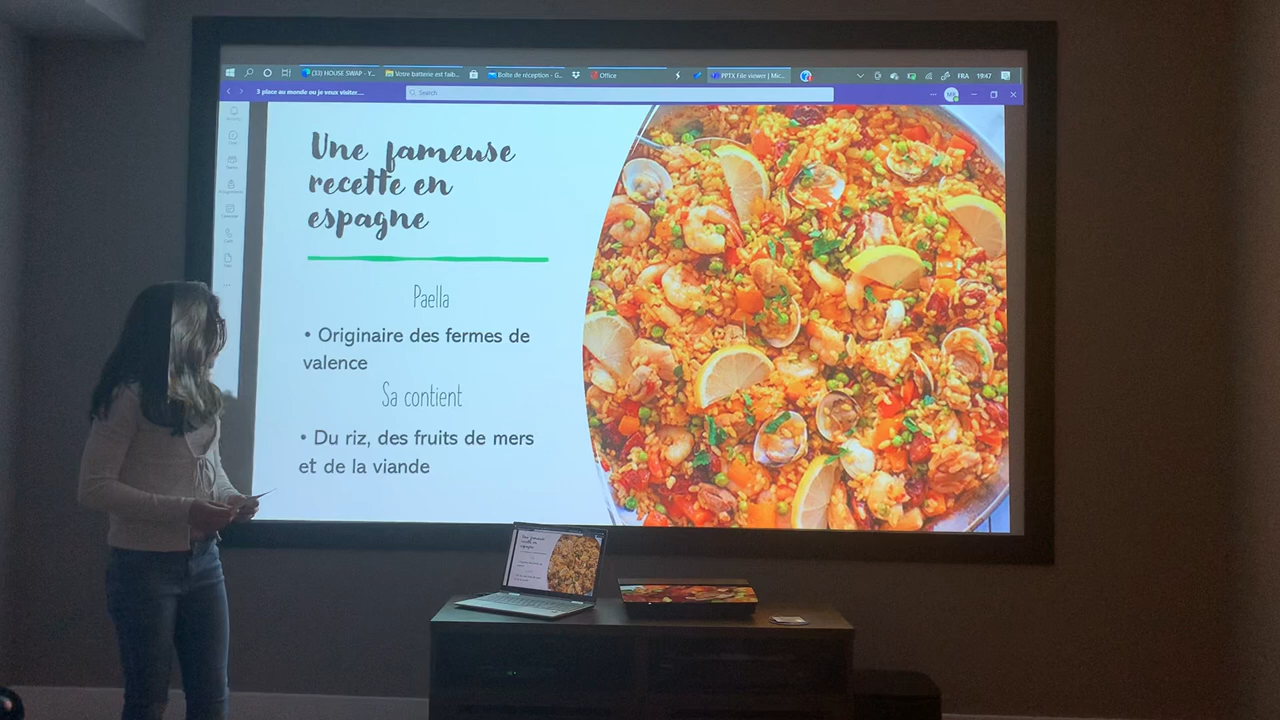 (33) HOUSE SWAP - Y...
Votre batterie est faib...
Boîte de réception - G...
Office
PPTX File viewer | Mic...
FRA
19:47
3 place au monde ou je veux visiter....
Search
Une fameuse
recette en
espagne
Paella
• Originaire des fermes de
valence
Sa contient
• Du riz, des fruits de mers
et de la viande